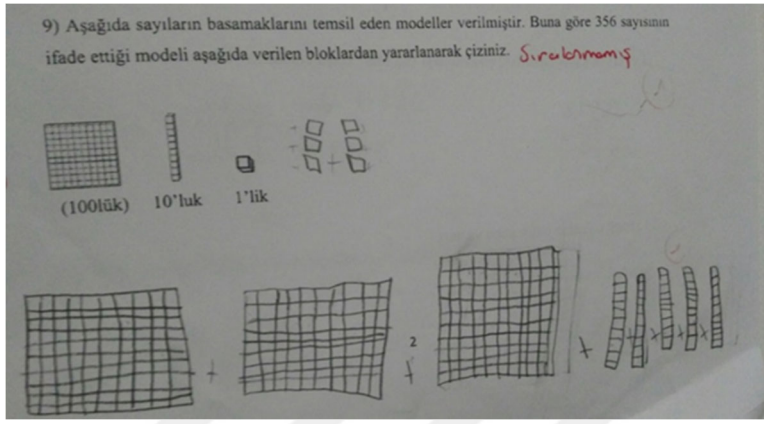 9) Aşağıda sayıların basamaklarını temsil eden modeller verilmiştir. Buna göre 356 sayısının
ifade ettiği modeli aşağıda verilen bloklardan yararlanarak çiziniz. Sıralanmamış
(100lük) 10'luk 1'lik
2